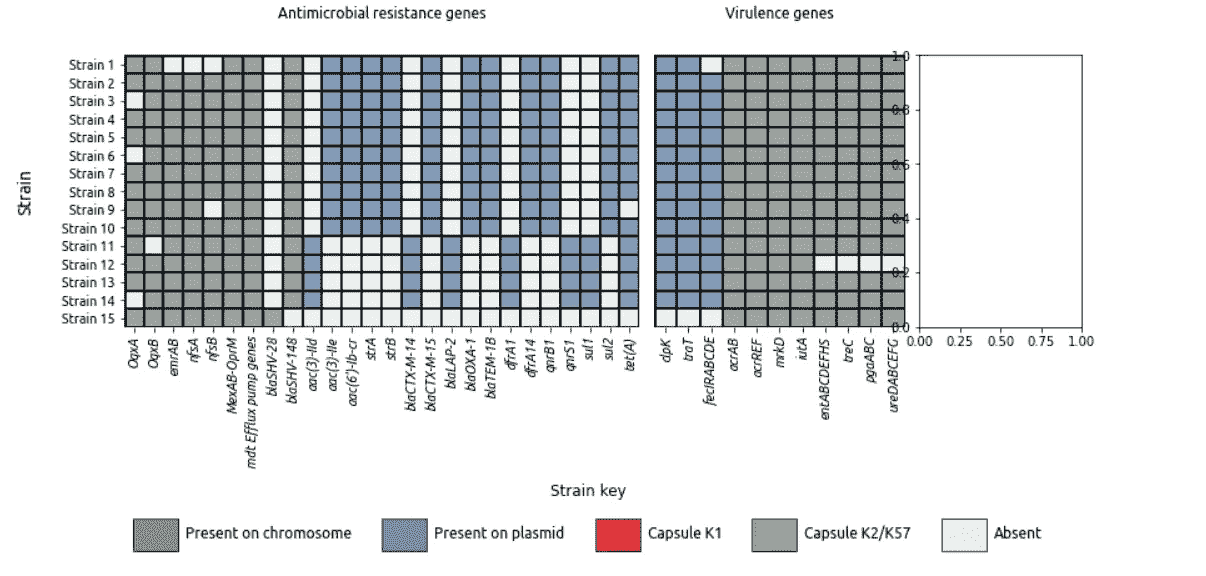 Antimicrobial resistance genes
Virulence genes
Strain
Strain 1
Strain 2
Strain 3
Strain 4
Strain 5
Strain 6
Strain 7
Strain 8
Strain 9
Strain 10
Strain 11
Strain 12
Strain 13
Strain 14
Strain 15
1.0
0.8
0.6
0.4
0.2
0.0
0.00 0.25 0.50 0.75 1.00
OqxA
OqxB
emrAB
nfsA
nfsB
MexAB-OprM
mdt Efflux pump genes
blaSHV-28
blaSHV-148
aac(3)-IId
aac(3)-IIe
aac(6')-Ib-cr
strA
strB
blaCTX-M-14
blaCTX-M-15
blaLAP-2
blaOXA-1
blaTEM-1B
dfrA1
dfrA14
qnrB1
qnrS1
sul1
sul2
tet(A)
dpK
traT
fecIRABCDE
acrAB
acrREF
mrkD
iutA
entABCDEFHS
treC
pgaABC
ureDABCEFG
Strain key
Present on chromosome
Present on plasmid
Capsule K1
Capsule K2/K57
Absent